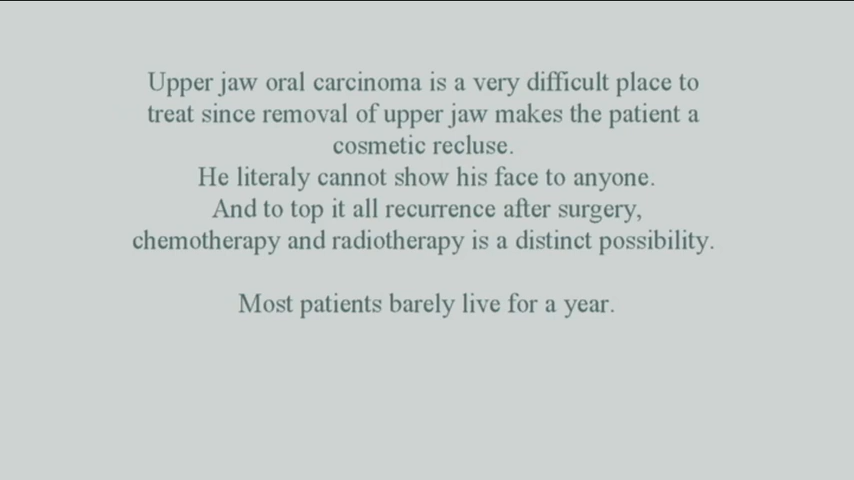 Upper jaw oral carcinoma is a very difficult place to
treat since removal of upper jaw makes the patient a
cosmetic recluse.
He literaly cannot show his face to anyone.
And to top it all recurrence after surgery,
chemotherapy and radiotherapy is a distinct possibility.
Most patients barely live for a year.